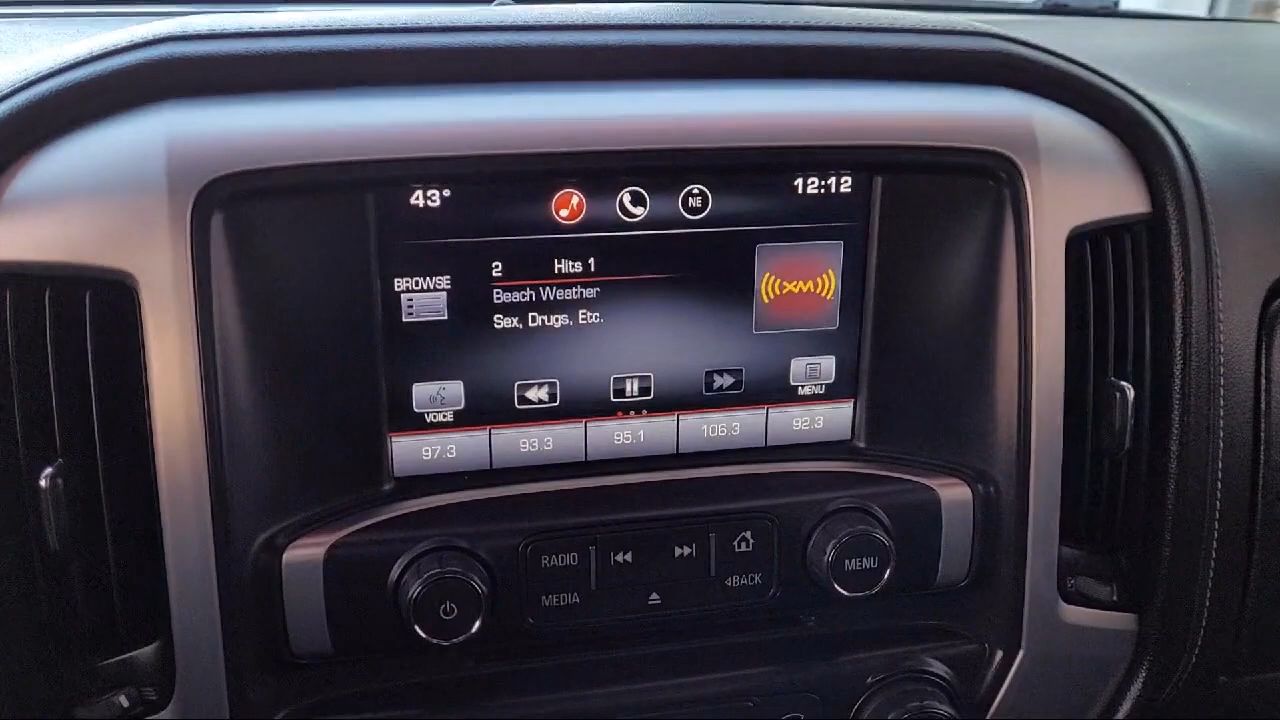 43°
NE
12:12
BROWSE
2 Hits 1
Beach Weather
Sex, Drugs, Etc.
XM
VOICE
MENU
97.3 93.3 95.1 106.3 92.3
RADIO
MEDIA
BACK
MENU